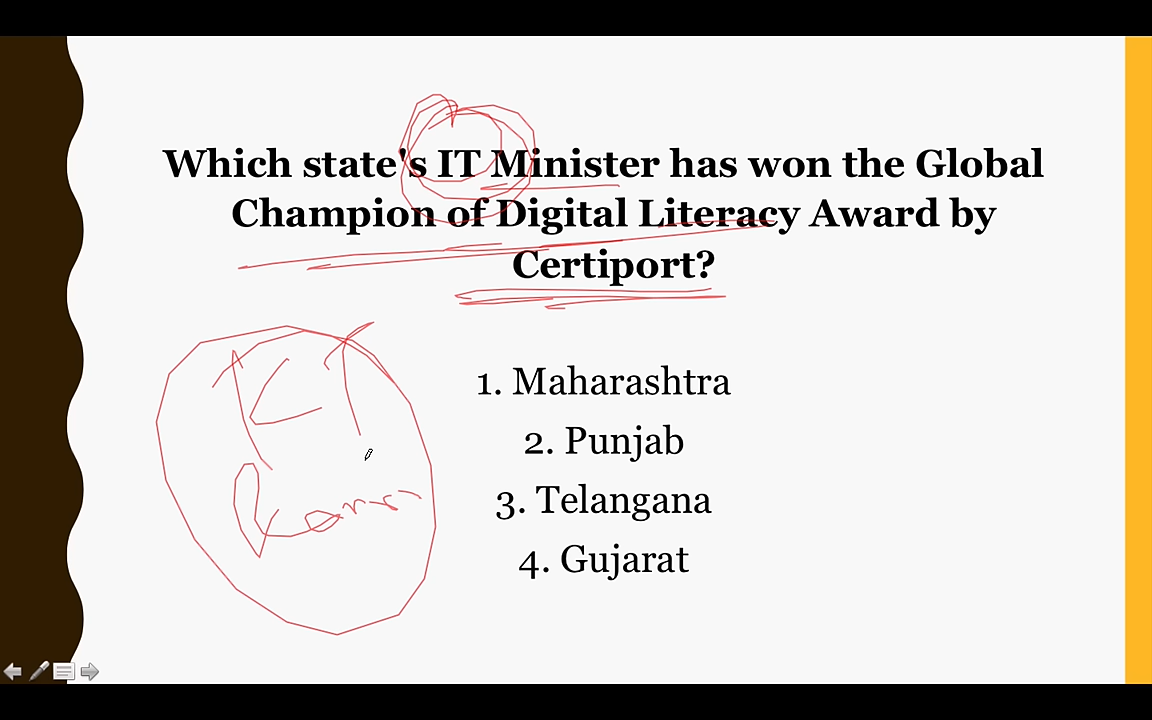 Which state's IT Minister has won the Global
Champion of Digital Literacy Award by
Certiport?
ICT
1. Maharashtra
2. Punjab
3. Telangana
4. Gujarat